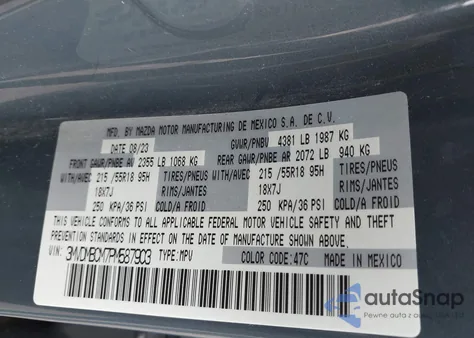 MFD. BY MAZDA MOTOR MANUFACTURING DE MEXICO S.A. DE C.V.
DATE 08/23 GVWR/PNBV 4381 LB 1987 KG
FRONT GAWR/PNBE AV 2355 LB 1068 KG REAR GAWR/PNBE AR 2072 LB 940 KG
WITH/AVEC 215 /55R18 95H TIRES/PNEUS WITH/AVEC 215 /55R18 95H TIRES/PNEUS
18X7J RIMS/JANTES 18X7J RIMS/JANTES
250 KPA/36 PSI COLD/A FROID 250 KPA/36 PSI COLD/A FROID
THIS VEHICLE CONFORMS TO ALL APPLICABLE FEDERAL MOTOR VEHICLE SAFETY AND THEFT
PREVENTION STANDARDS IN EFFECT ON THE DATE OF MANUFACTURE SHOWN ABOVE.
VIN: 3MVDMBCM7PM587903 TYPE: MPV COLOR CODE: 47C MADE IN MEXICO
autoSnap
Pewne auta z usa, Kanady i